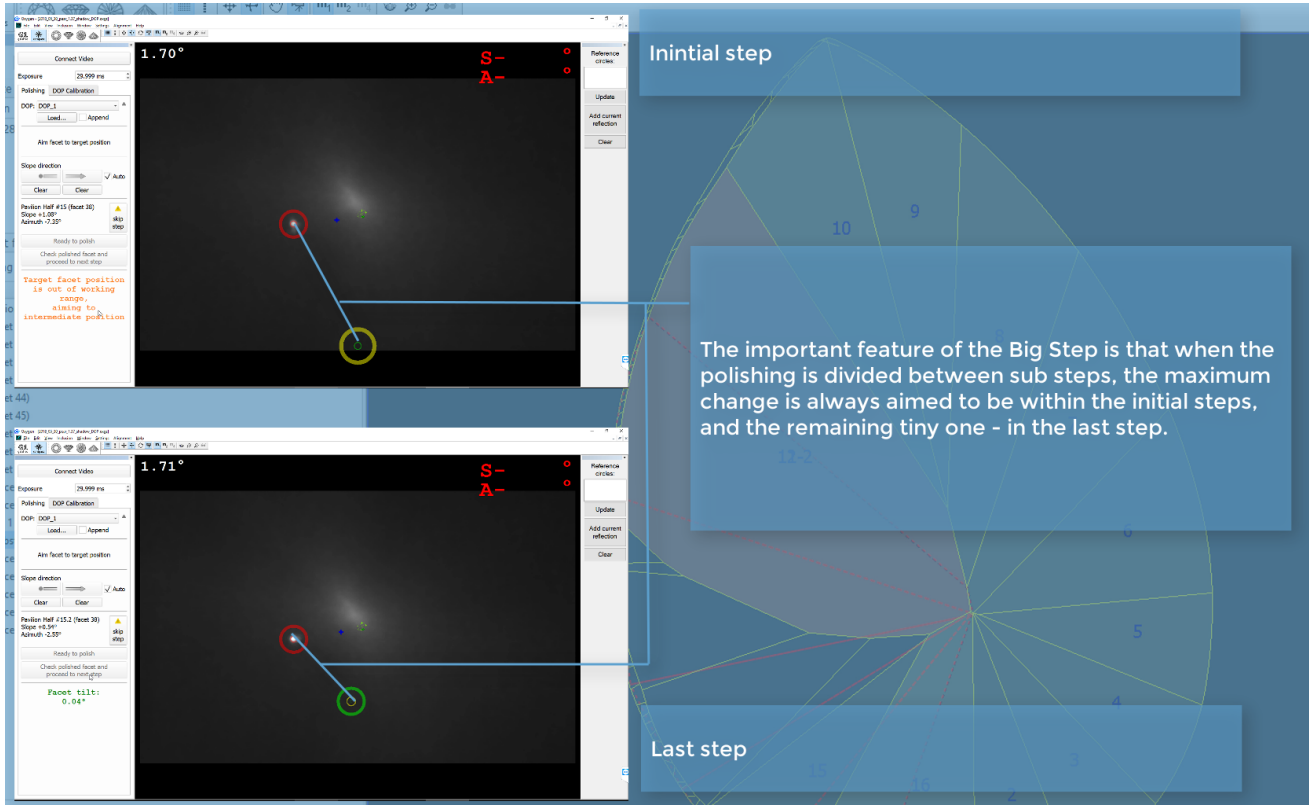 Inintial step
The important feature of the Big Step is that when the
polishing is divided between sub steps, the maximum
change is always aimed to be within the initial steps,
and the remaining tiny one - in the last step.
Last step
1.70°
S-
A-
Connect Video
Exposure 29.999 ms
Polishing DOP Calibration
DOP: DOP_1
Load... Append
Aim facet to target position
Slope direction
Auto
Clear Clear
Pavilion Half #15 (facet 38)
Slope +1.08°
Azimuth -7.35°
skip
step
Ready to polish
Check polished facet and
proceed to next step
Target facet position
is out of working
range,
aiming to
intermediate position
Reference
circles:
Update
Add current
reflection
Clear
1.71°
S-
A-
Connect Video
Exposure 29.999 ms
Polishing DOP Calibration
DOP: DOP_1
Load... Append
Aim facet to target position
Slope direction
Auto
Clear Clear
Pavilion Half #15.2 (facet 38)
Slope +0.54°
Azimuth -2.55°
skip
step
Ready to polish
Check polished facet and
proceed to next step
Facet tilt:
0.04°
Reference
circles:
Update
Add current
reflection
Clear
et 44)
et 45)
9
10
6
5
4
3
2
15
16